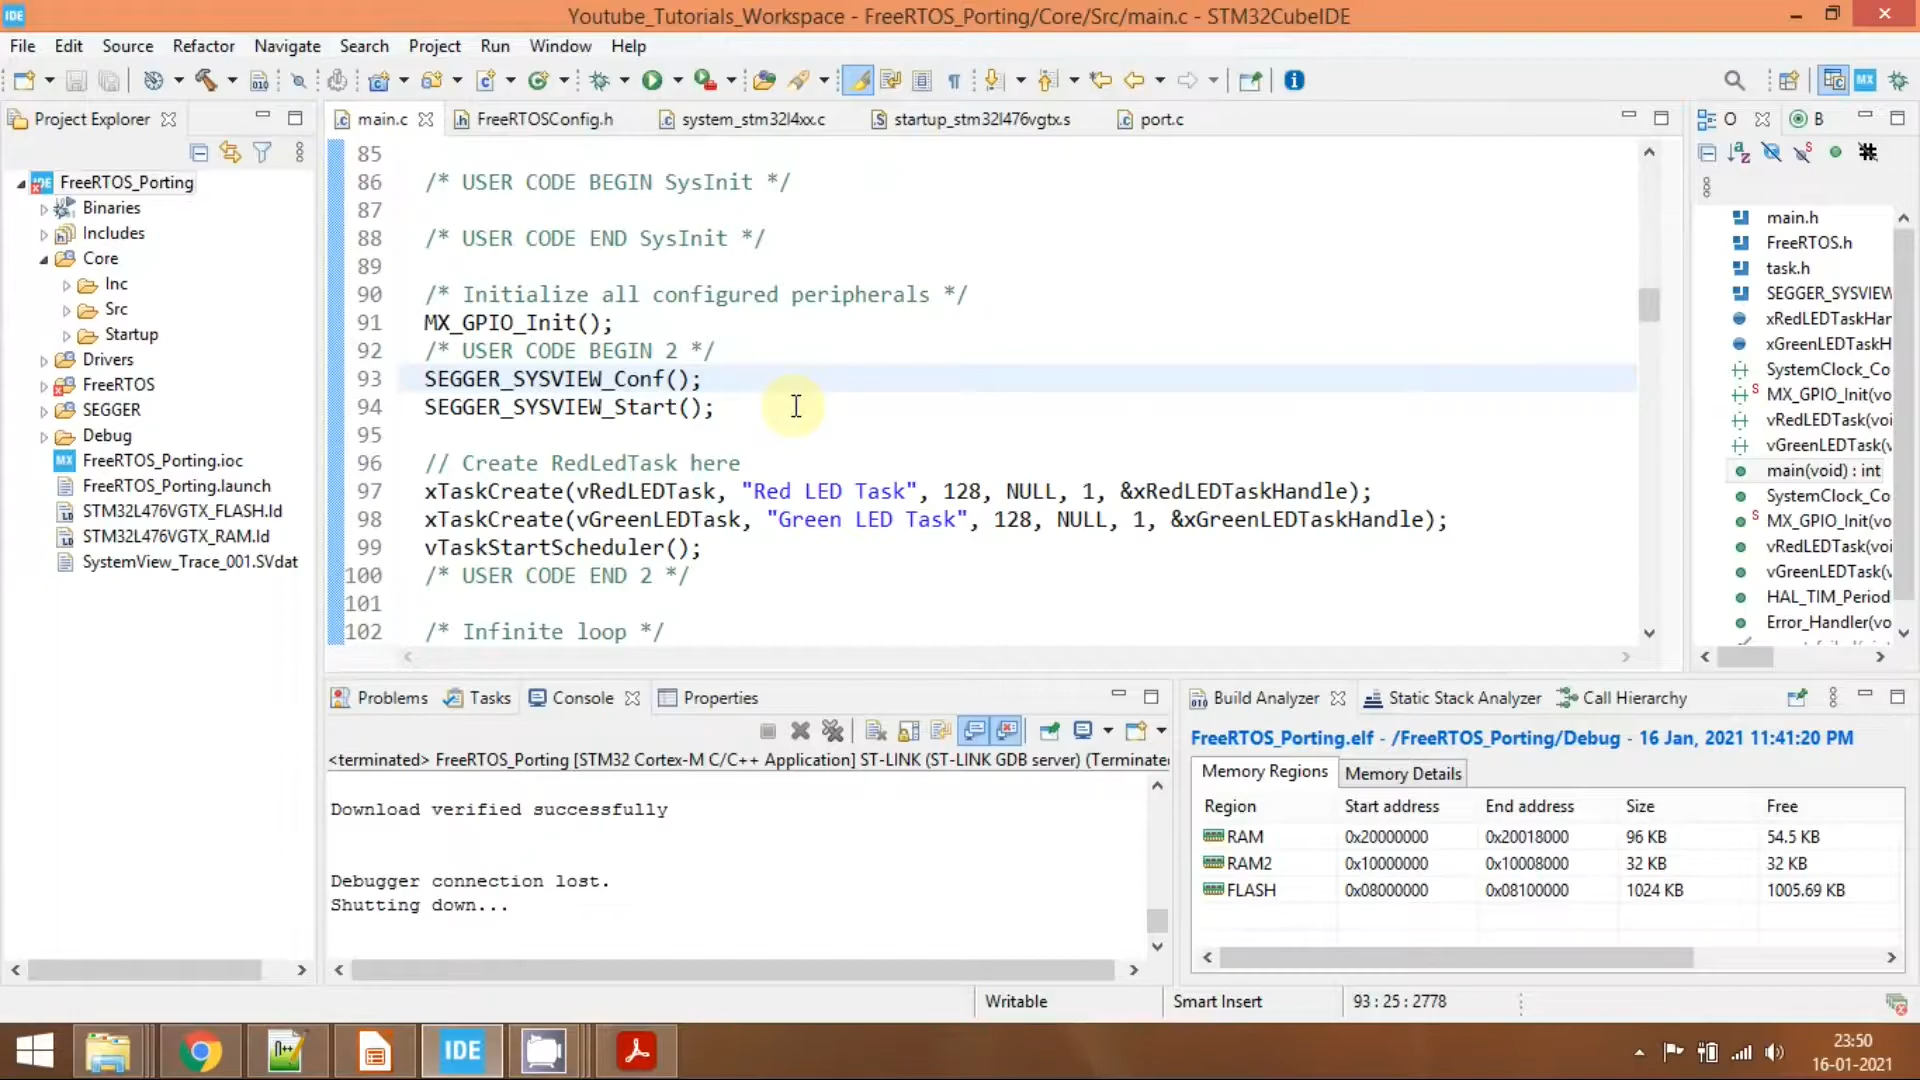 IDE Youtube_Tutorials_Workspace - FreeRTOS_Porting/Core/Src/main.c - STM32CubeIDE
File Edit Source Refactor Navigate Search Project Run Window Help
Project Explorer
FreeRTOS_Porting
Binaries
Includes
Core
Inc
Src
Startup
Drivers
FreeRTOS
SEGGER
Debug
FreeRTOS_Porting.ioc
FreeRTOS_Porting.launch
STM32L476VGTX_FLASH.ld
STM32L476VGTX_RAM.ld
SystemView_Trace_001.SVdat
main.c FreeRTOSConfig.h system_stm32l4xx.c startup_stm32l476vgtx.s port.c
85
86 /* USER CODE BEGIN SysInit */
87
88 /* USER CODE END SysInit */
89
90 /* Initialize all configured peripherals */
91 MX_GPIO_Init();
92 /* USER CODE BEGIN 2 */
93 SEGGER_SYSVIEW_Conf();
94 SEGGER_SYSVIEW_Start();
95
96 // Create RedLedTask here
97 xTaskCreate(vRedLEDTask, "Red LED Task", 128, NULL, 1, &xRedLEDTaskHandle);
98 xTaskCreate(vGreenLEDTask, "Green LED Task", 128, NULL, 1, &xGreenLEDTaskHandle);
99 vTaskStartScheduler();
100 /* USER CODE END 2 */
101
102 /* Infinite loop */
O B
main.h
FreeRTOS.h
task.h
SEGGER_SYSVIEW
xRedLEDTaskHar
xGreenLEDTaskH
SystemClock_Co
MX_GPIO_Init(vo
vRedLEDTask(voi
vGreenLEDTask(v
main(void) : int
SystemClock_Co
MX_GPIO_Init(vo
vRedLEDTask(voi
vGreenLEDTask(v
HAL_TIM_Period
Error_Handler(vo
Problems Tasks Console Properties
<terminated> FreeRTOS_Porting [STM32 Cortex-M C/C++ Application] ST-LINK (ST-LINK GDB server) (Terminate
Download verified successfully
Debugger connection lost.
Shutting down...
Build Analyzer Static Stack Analyzer Call Hierarchy
FreeRTOS_Porting.elf - /FreeRTOS_Porting/Debug - 16 Jan, 2021 11:41:20 PM
Memory Regions Memory Details
Region Start address End address Size Free
RAM 0x20000000 0x20018000 96 KB 54.5 KB
RAM2 0x10000000 0x10008000 32 KB 32 KB
FLASH 0x08000000 0x08100000 1024 KB 1005.69 KB
Writable Smart Insert 93 : 25 : 2778
IDE
23:50
16-01-2021